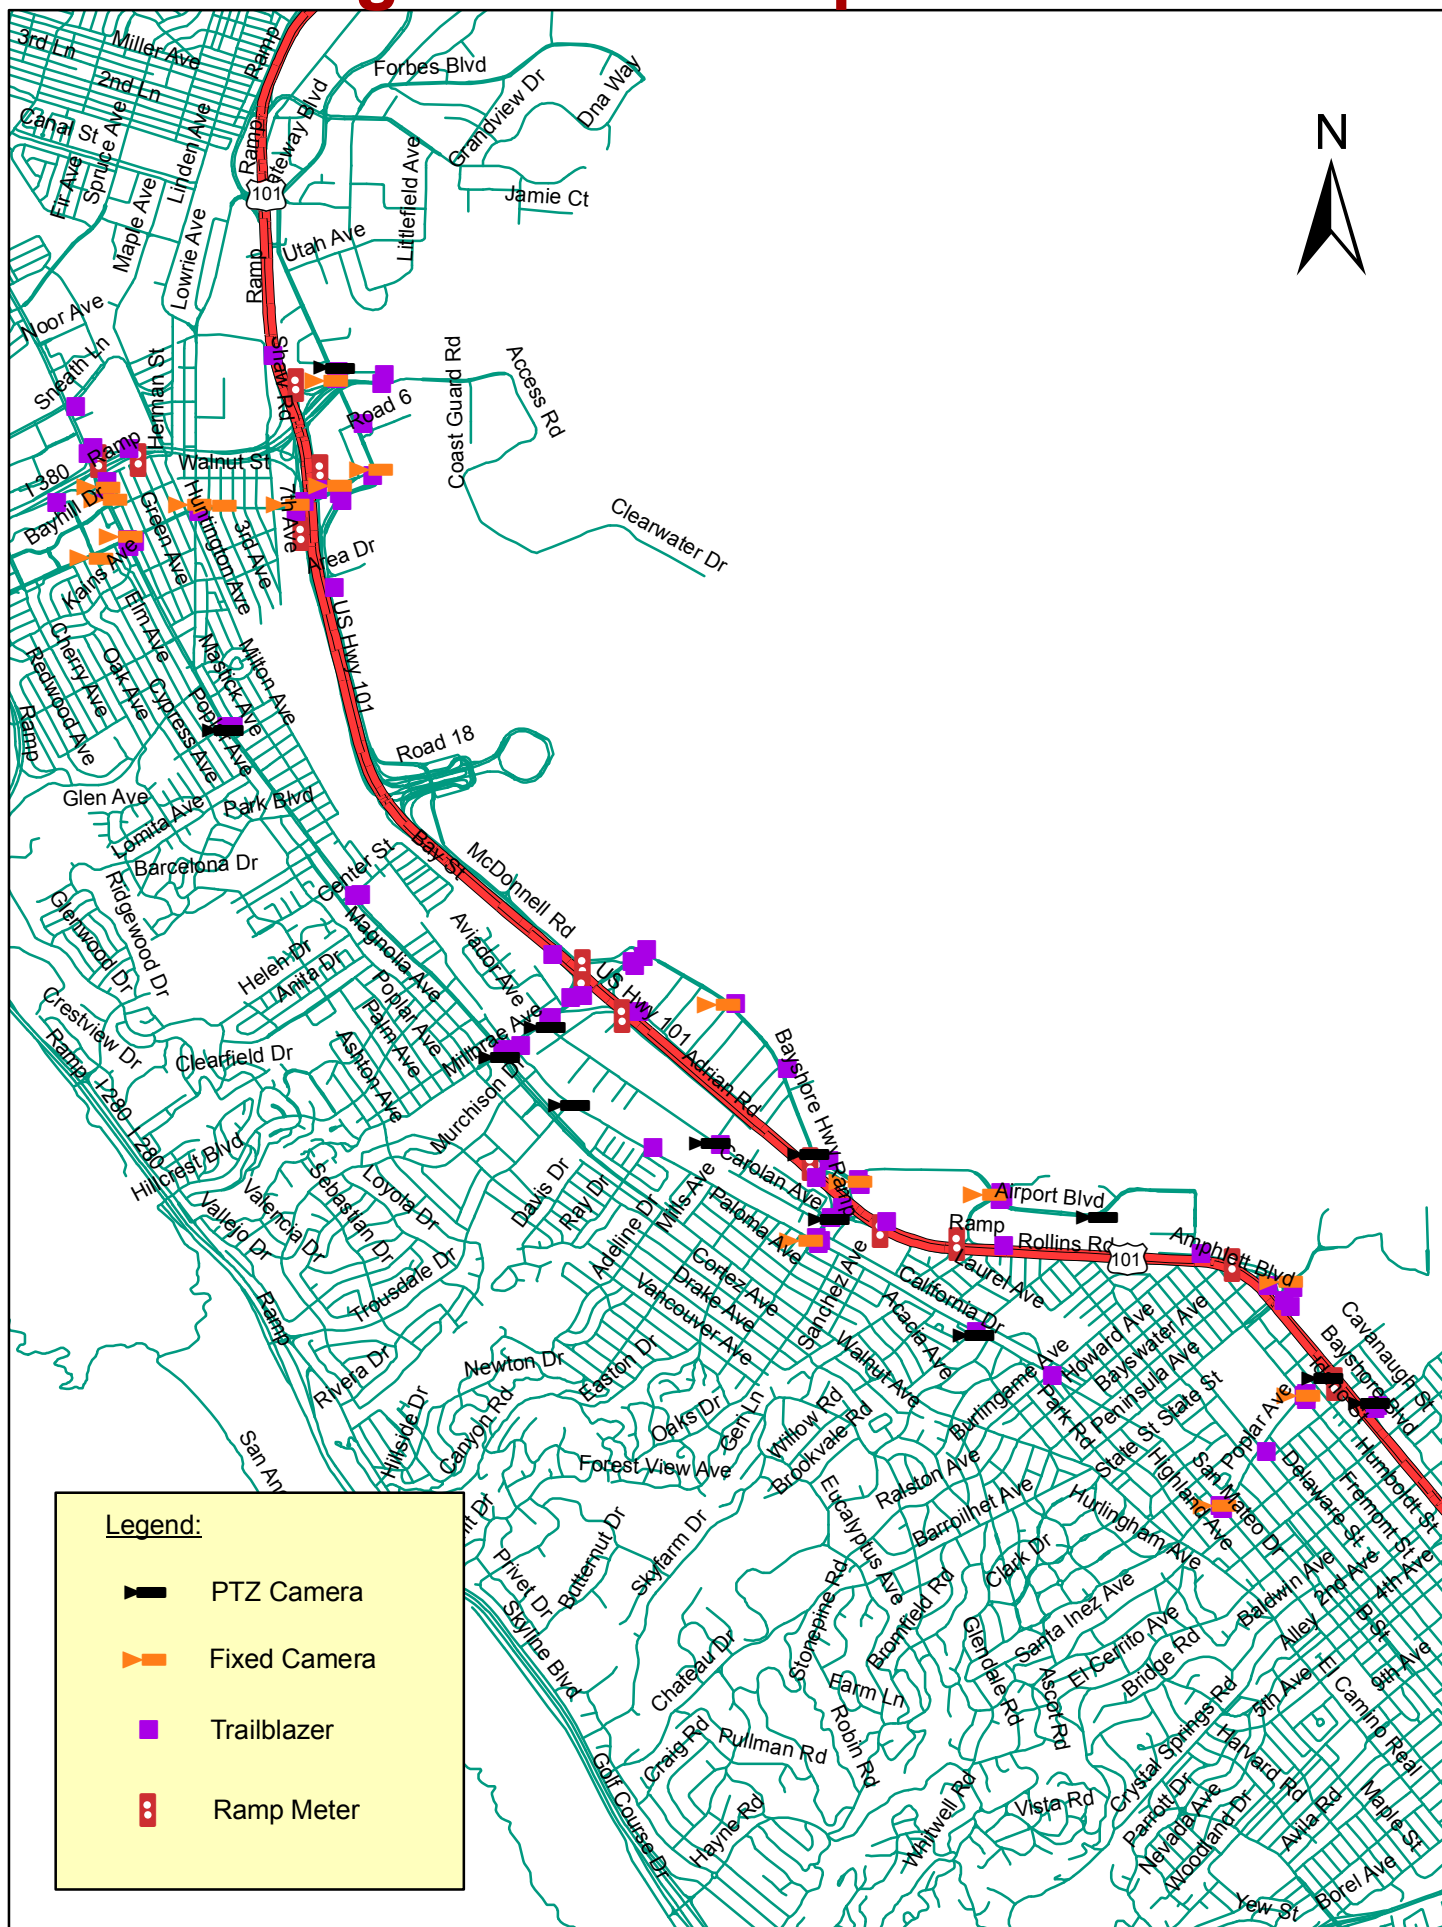 3rd Ln
Miller Ave
2nd Ln
Canal St
Fir Ave
Spruce Ave
Linden Ave
Maple Ave
Lowrie Ave
Ramp
Ramp
Ramp
101
Forbes Blvd
Grandview Dr
Dna Way
Littlefield Ave
Jamie Ct
Utah Ave
N
Noor Ave
Sneath Ln
Herman St
Shaw Rd
Road 6
Coast Guard Rd
Access Rd
Clearwater Dr
I 380
Ramp
Walnut St
Bayhill Dr
Green Ave
Huntington Ave
3rd Ave
7th Ave
Area Dr
Kains Ave
Elm Ave
US Hwy 101
Cherry Ave
Redwood Ave
Oak Ave
Cypress Ave
Mastick Ave
Milton Ave
Poplar Ave
Ramp
Road 18
Glen Ave
Lomita Ave
Park Blvd
Barcelona Dr
Bay St
McDonnell Rd
Center St
Ridgewood Dr
Glenwood Dr
Magnolia Ave
Aviador Ave
Helen Dr
Anita Dr
Poplar Ave
Palm Ave
Crestview Dr
Ramp
I-280
I-280
Clearfield Dr
Ashton Ave
Millbrae Ave
Murchison Dr
US Hwy 101
Adrian Rd
Bayshore Hwy
Ramp
Hillcrest Blvd
Vallejo Dr
Valencia Dr
Sebastian Dr
Loyola Dr
Trousdale Dr
Davis Dr
Ray Dr
Adeline Dr
Mills Ave
Carolan Ave
Paloma Ave
Cortez Ave
Drake Ave
Vancouver Ave
Sanchez Ave
Airport Blvd
Ramp
Rollins Rd
101
Amphlett Blvd
Laurel Ave
California Dr
Acacia Ave
Walnut Ave
Ramp
Rivera Dr
Newton Dr
Easton Dr
Hillside Dr
Canyon Rd
Oaks Dr
Geri Ln
Willow Rd
Brookvale Rd
Forest View Ave
Burlingame Ave
Howard Ave
Bayswater Ave
Peninsula Ave
Park Rd
State St
State St
Highland Ave
San Mateo Dr
Poplar Ave
Idaho St
Bayshore Blvd
Cavanaugh St
Humboldt St
Fremont St
Delaware St
San An
Butternut Dr
Skyfarm Dr
Privet Dr
Skyline Blvd
Eucalyptus Ave
Ralston Ave
Barroilhet Ave
Hurlingham Ave
Clark Dr
Santa Inez Ave
El Cerrito Ave
Bridge Rd
Baldwin Ave
2nd Ave
4th Ave
B St
Alley
5th Ave
9th Ave
El Camino Real
Stonepine Rd
Bromfield Rd
Glendale Rd
Ascot Rd
Chateau Dr
Farm Ln
Robin Rd
Craig Rd
Pullman Rd
Golf Course Dr
Hayne Rd
Whitwell Rd
Vista Rd
Crystal Springs Rd
Parrott Dr
Nevada Ave
Woodland Dr
Harvard Rd
Avila Rd
Maple St
Borel Ave
Yew St
Legend:
PTZ Camera
Fixed Camera
Trailblazer
Ramp Meter